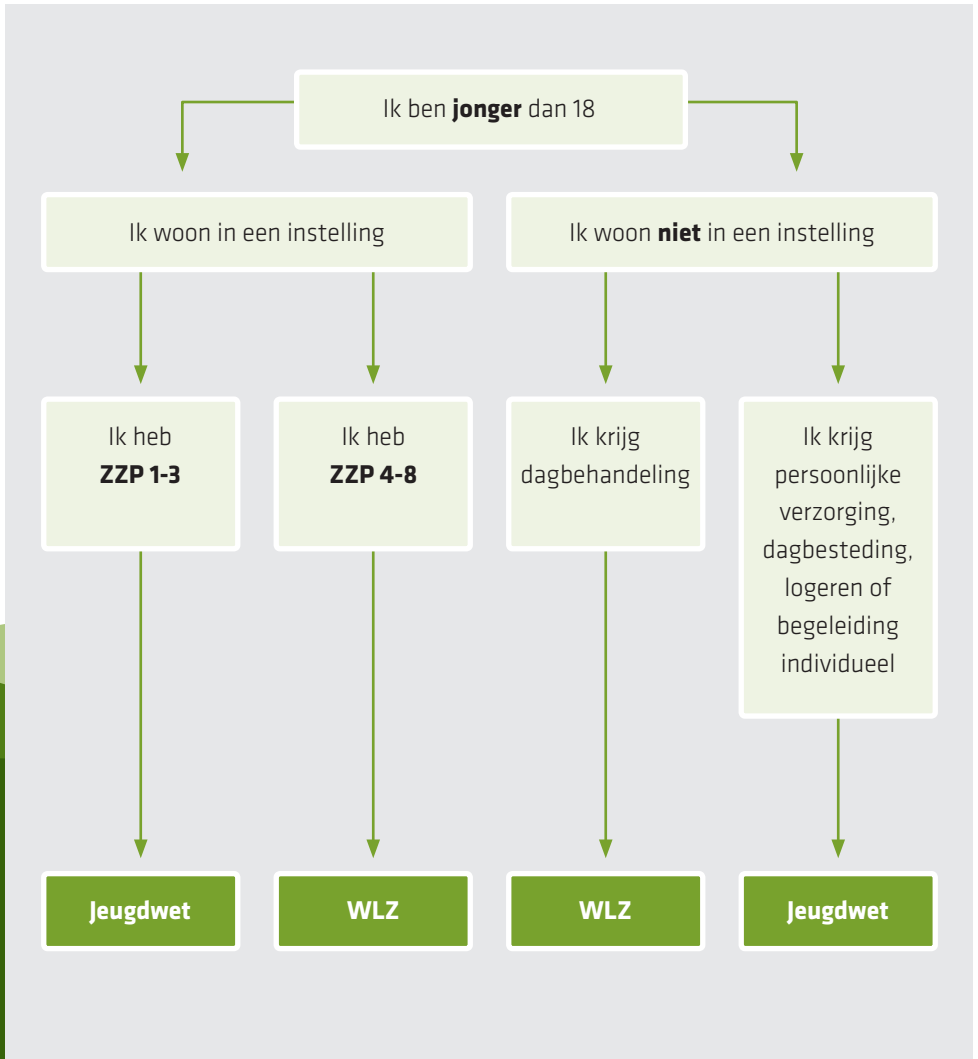 Ik ben jonger dan 18
Ik woon in een instelling
Ik woon niet in een instelling
Ik heb
ZZP 1-3
Ik heb
ZZP 4-8
Ik krijg
dagbehandeling
Ik krijg
persoonlijke
verzorging,
dagbesteding,
logeren of
begeleiding
individueel
Jeugdwet
WLZ
WLZ
Jeugdwet